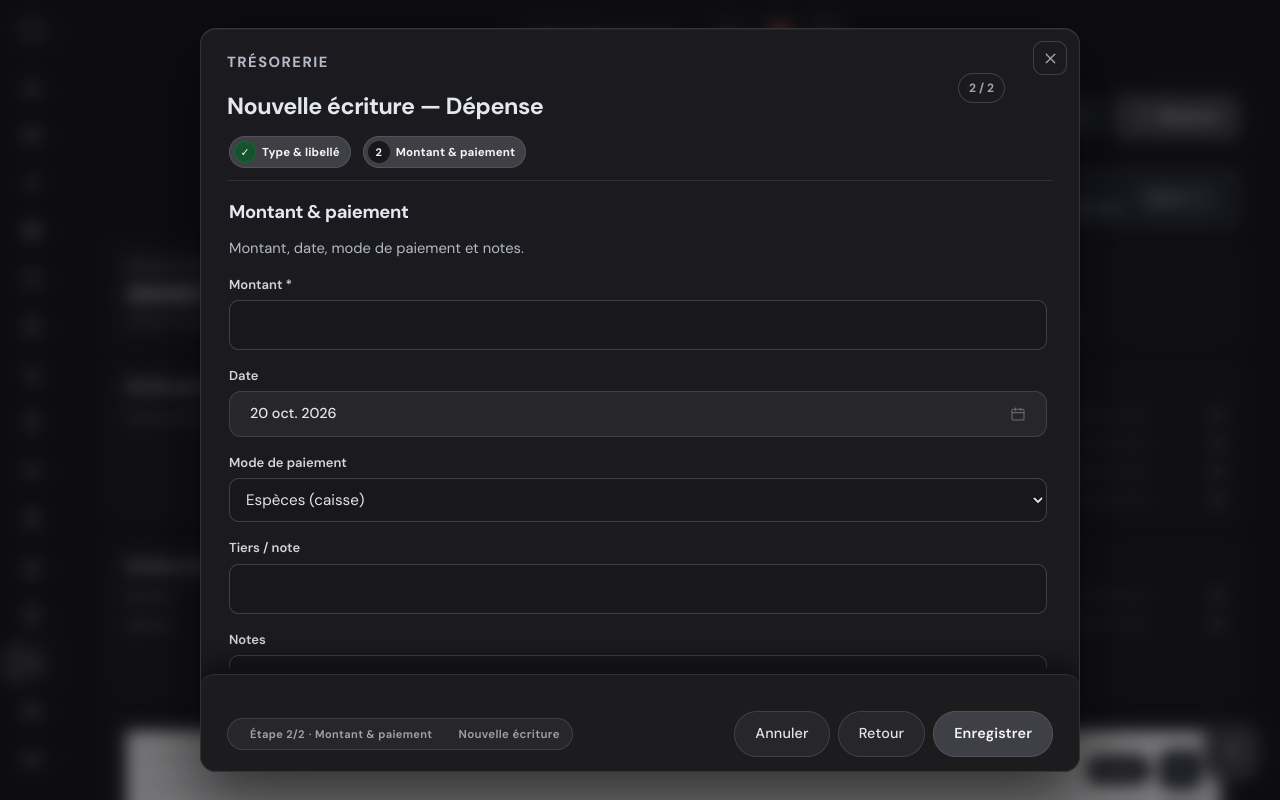 TRÉSORERIE
2 / 2
Nouvelle écriture — Dépense
✓ Type & libellé
2 Montant & paiement
Montant & paiement
Montant, date, mode de paiement et notes.
Montant *
Date
20 oct. 2026
Mode de paiement
Espèces (caisse)
Tiers / note
Notes
Étape 2/2 · Montant & paiement Nouvelle écriture
Annuler
Retour
Enregistrer